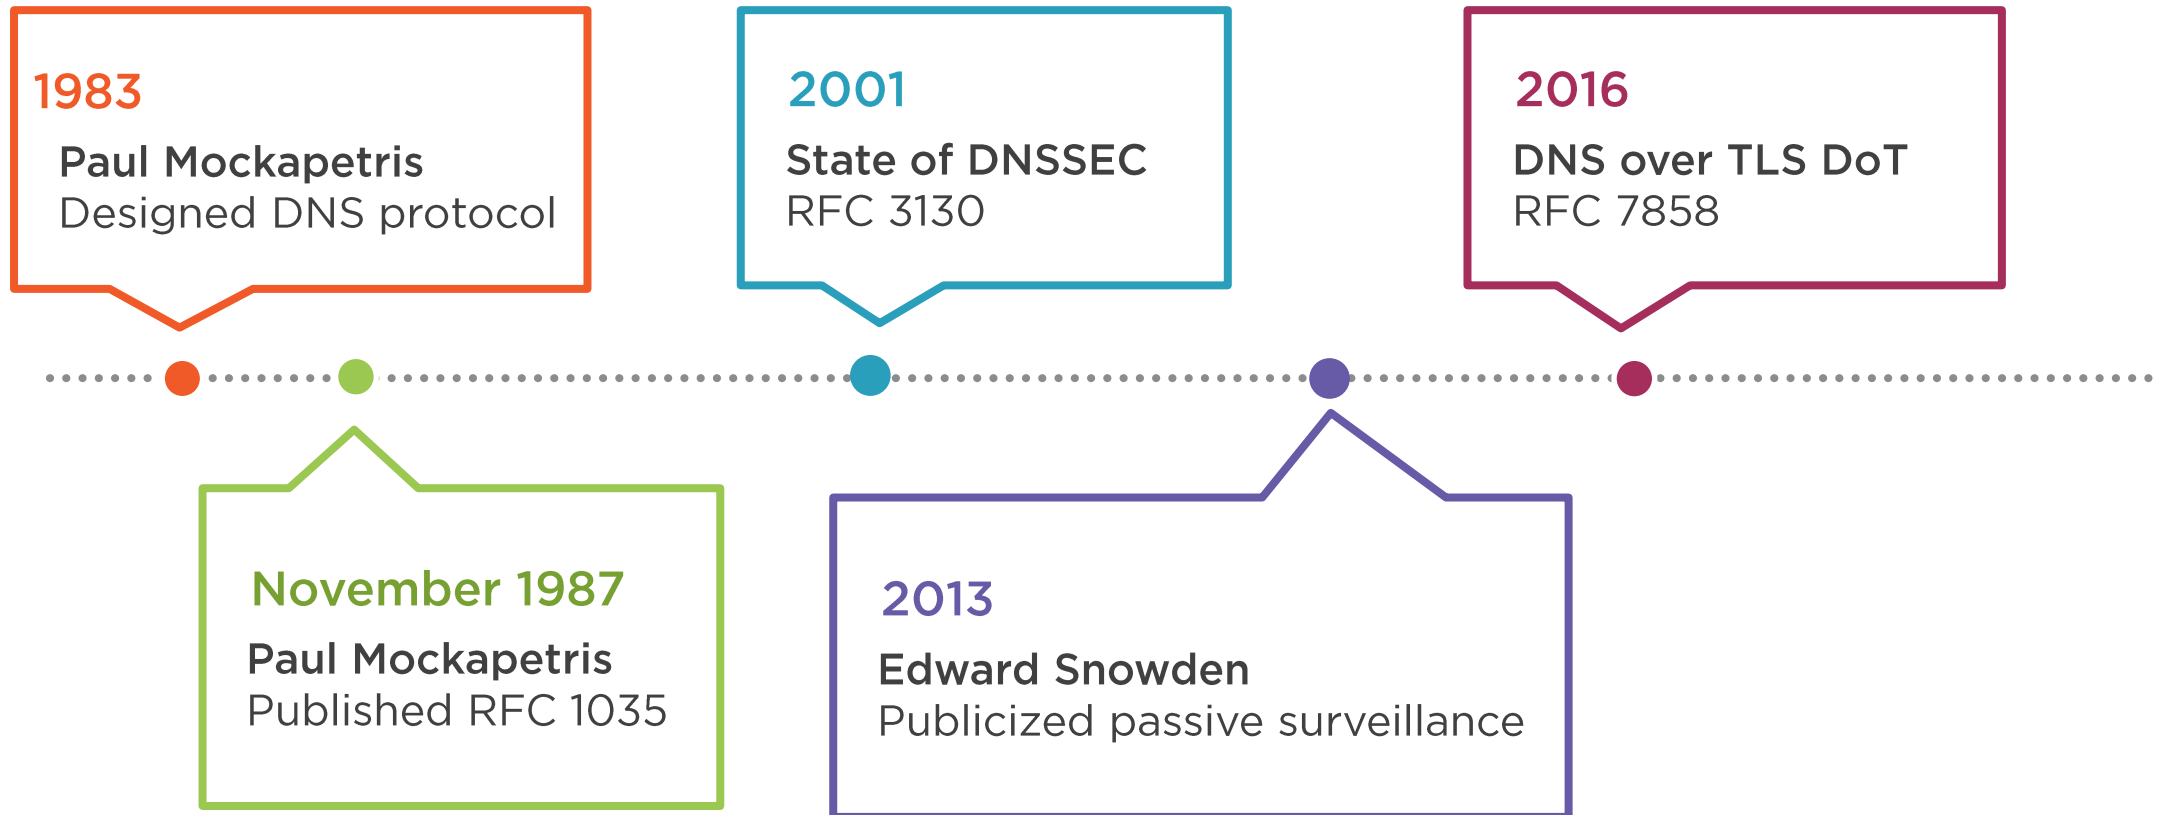 1983
Paul Mockapetris
Designed DNS protocol
November 1987
Paul Mockapetris
Published RFC 1035
2001
State of DNSSEC
RFC 3130
2013
Edward Snowden
Publicized passive surveillance
2016
DNS over TLS DoT
RFC 7858